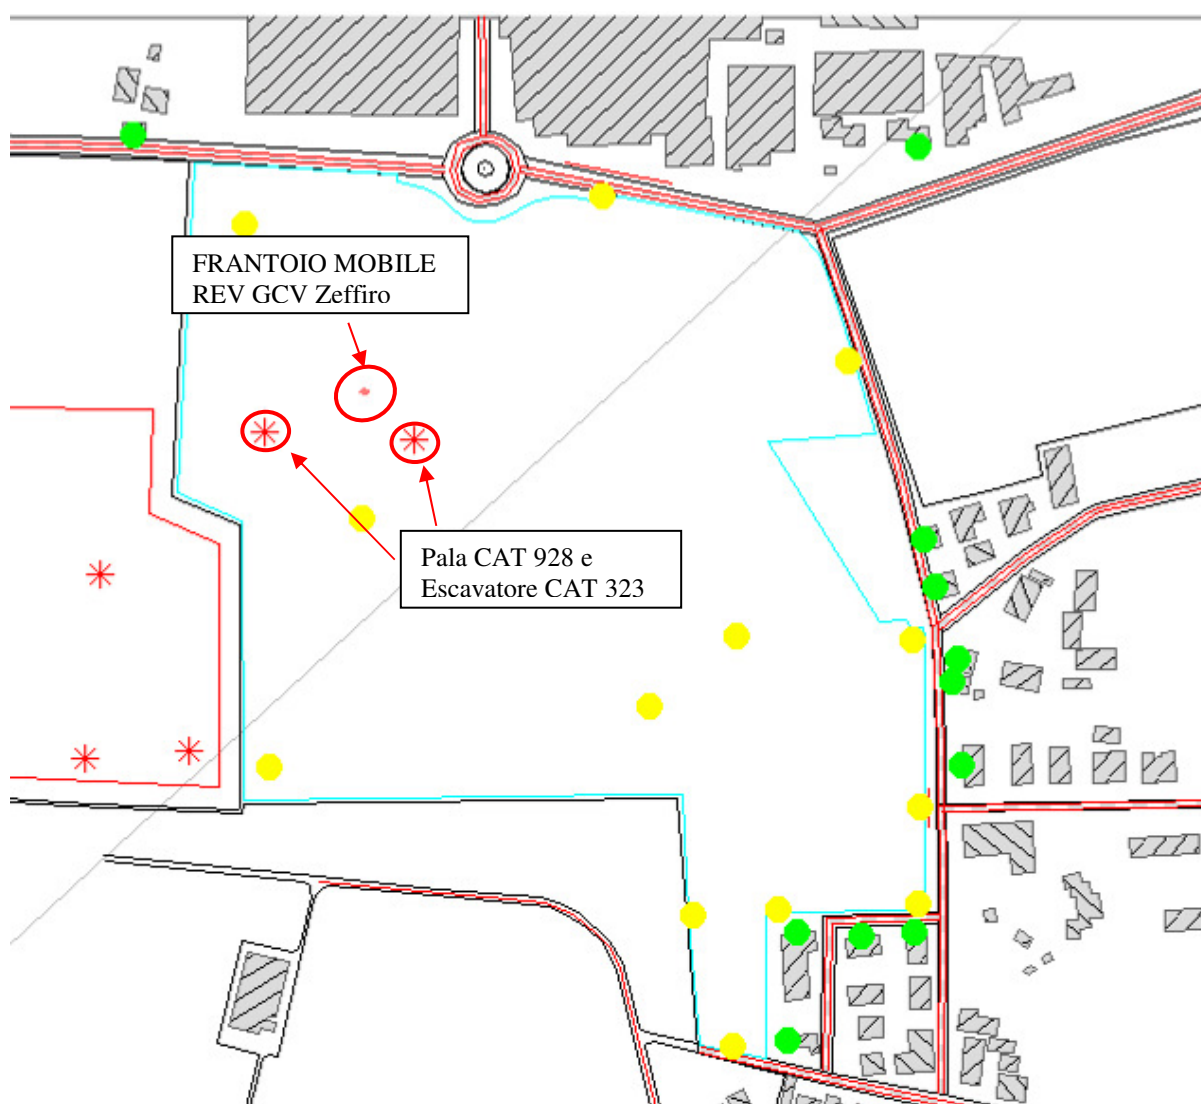 FRANTOIO MOBILE
REV GCV Zeffiro
Pala CAT 928 e
Escavatore CAT 323